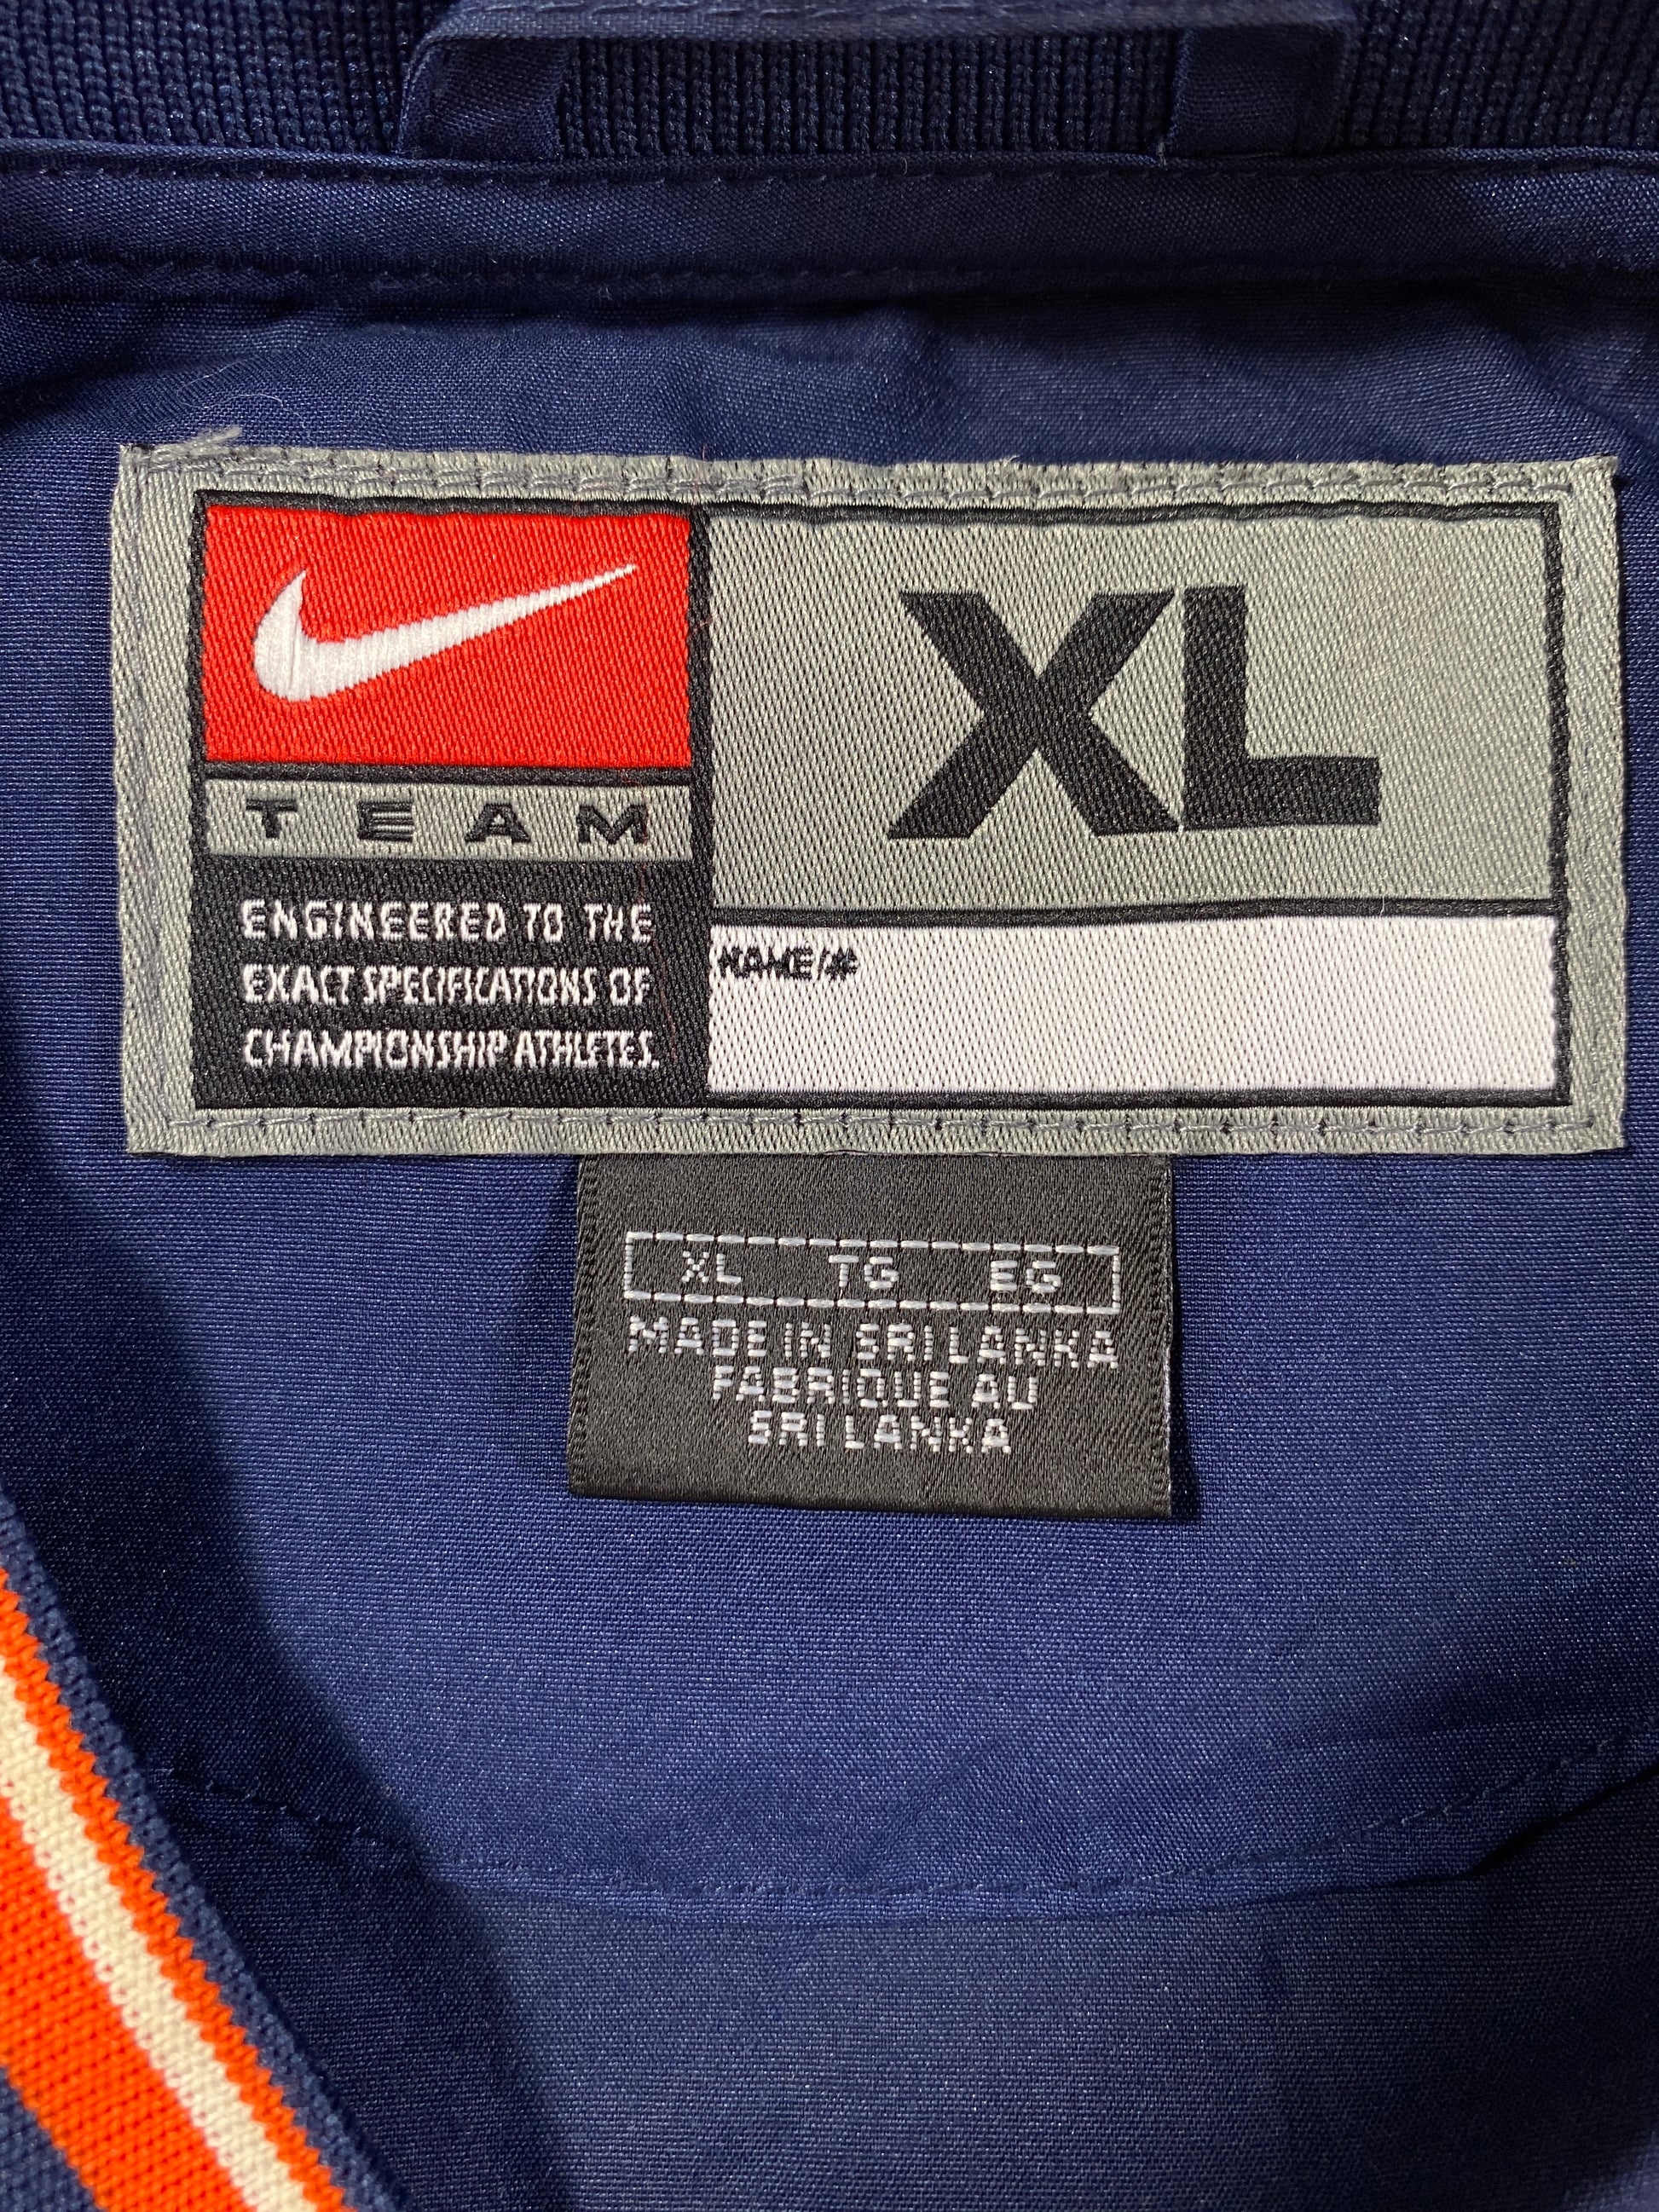 TEAM
ENGINEERED TO THE
EXACT SPECIFICATIONS OF
CHAMPIONSHIP ATHLETES.
XL
NAME/#
XL TG EG
MADE IN SRI LANKA
FABRIQUE AU
SRI LANKA